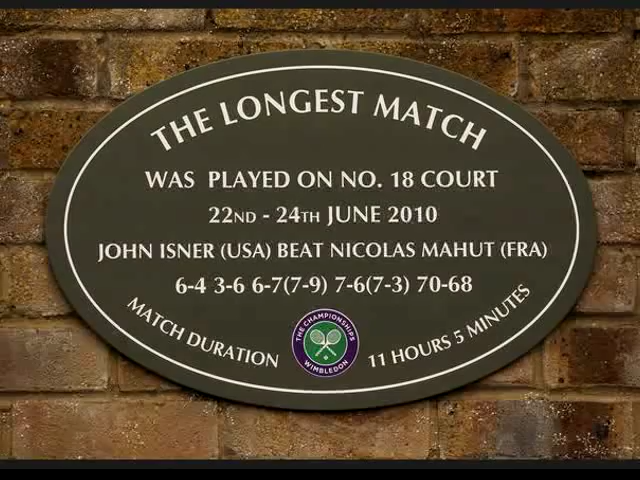 THE LONGEST MATCH
WAS PLAYED ON NO. 18 COURT
22ND - 24TH JUNE 2010
JOHN ISNER (USA) BEAT NICOLAS MAHUT (FRA)
6-4 3-6 6-7(7-9) 7-6(7-3) 70-68
MATCH DURATION 11 HOURS 5 MINUTES
THE CHAMPIONSHIPS
WIMBLEDON